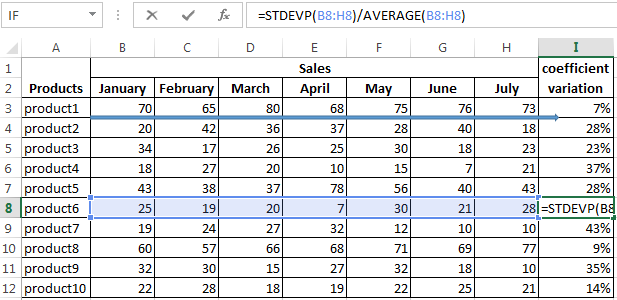 IF =STDEVP(B8:H8)/AVERAGE(B8:H8)
A B C D E F G H I
1 Sales coefficient
2 Products January February March April May June July variation
3 product1 70 65 80 68 75 76 73 7%
4 product2 20 42 36 37 28 40 18 28%
5 product3 34 17 26 25 30 18 23 23%
6 product4 18 27 20 10 15 7 21 37%
7 product5 43 38 37 78 56 40 43 28%
8 product6 25 19 20 7 30 21 28 =STDEVP(B8
9 product7 19 24 27 32 12 10 10 43%
10 product8 60 57 66 68 71 69 77 9%
11 product9 32 30 15 27 32 18 10 35%
12 product10 22 28 18 19 22 25 21 14%